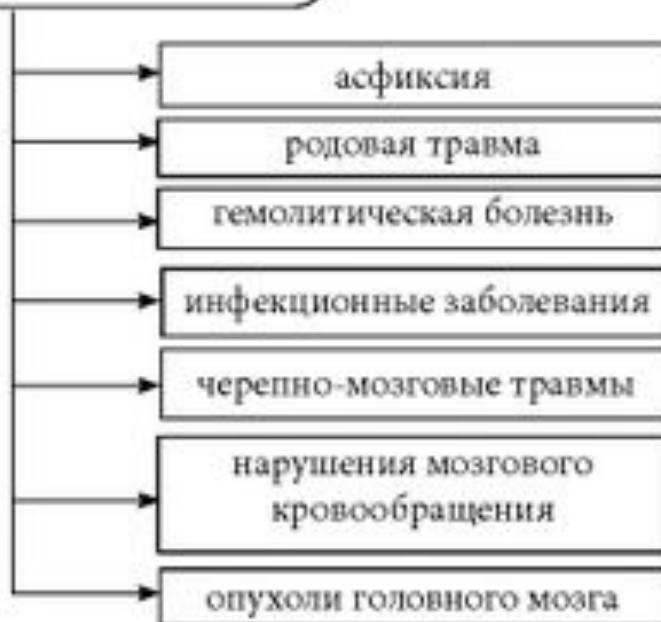 асфиксия
родовая травма
гемолитическая болезнь
инфекционные заболевания
черепно-мозговые травмы
нарушения мозгового
кровообращения
опухоли головного мозга